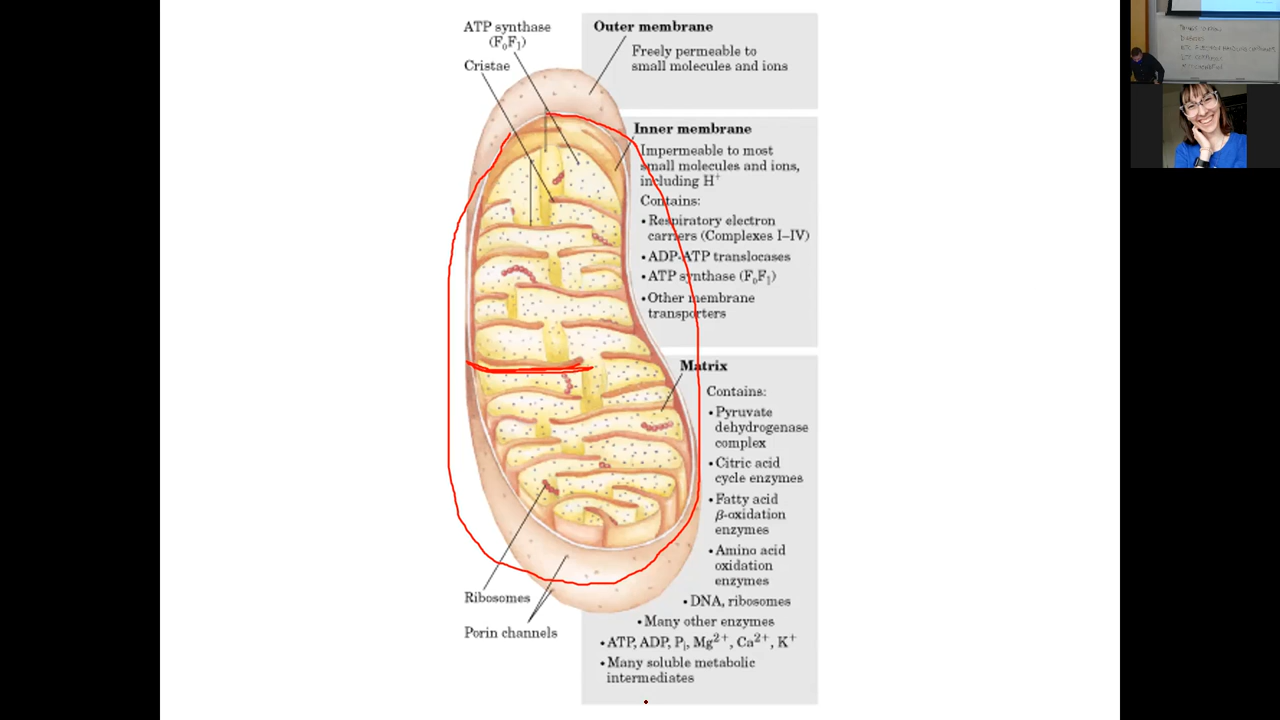 ATP synthase
(FoF1)
Cristae
Outer membrane
Freely permeable to
small molecules and ions
Inner membrane
Impermeable to most
small molecules and ions,
including H⁺
Contains:
• Respiratory electron
carriers (Complexes I–IV)
• ADP-ATP translocases
• ATP synthase (FoF1)
• Other membrane
transporters
Matrix
Contains:
• Pyruvate
dehydrogenase
complex
• Citric acid
cycle enzymes
• Fatty acid
β-oxidation
enzymes
• Amino acid
oxidation
enzymes
• DNA, ribosomes
• Many other enzymes
• ATP, ADP, Pi, Mg²⁺, Ca²⁺, K⁺
• Many soluble metabolic
intermediates
Ribosomes
Porin channels